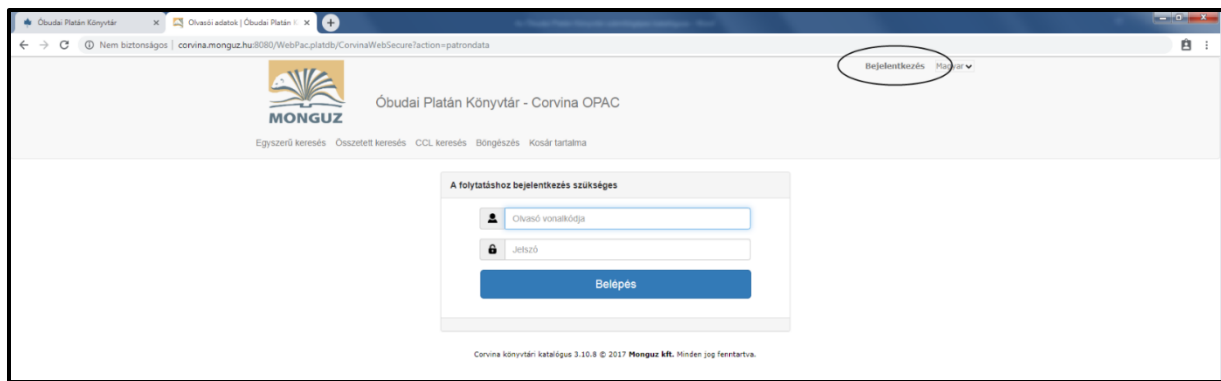 Óbudai Platán Könyvtár
Olvasói adatok | Óbudai Platán K
Nem biztonságos | corvina.monguz.hu:8080/WebPac.platdb/CorvinaWebSecure?action=patrondata
Bejelentkezés Magyar
MONGUZ
Óbudai Platán Könyvtár - Corvina OPAC
Egyszerű keresés Összetett keresés CCL keresés Böngészés Kosár tartalma
A folytatáshoz bejelentkezés szükséges
Olvasó vonalkódja
Jelszó
Belépés
Corvina könyvtári katalógus 3.10.8 © 2017 Monguz kft. Minden jog fenntartva.